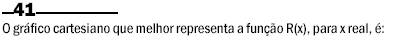 41
O gráfico cartesiano que melhor representa a função R(x), para x real, é: